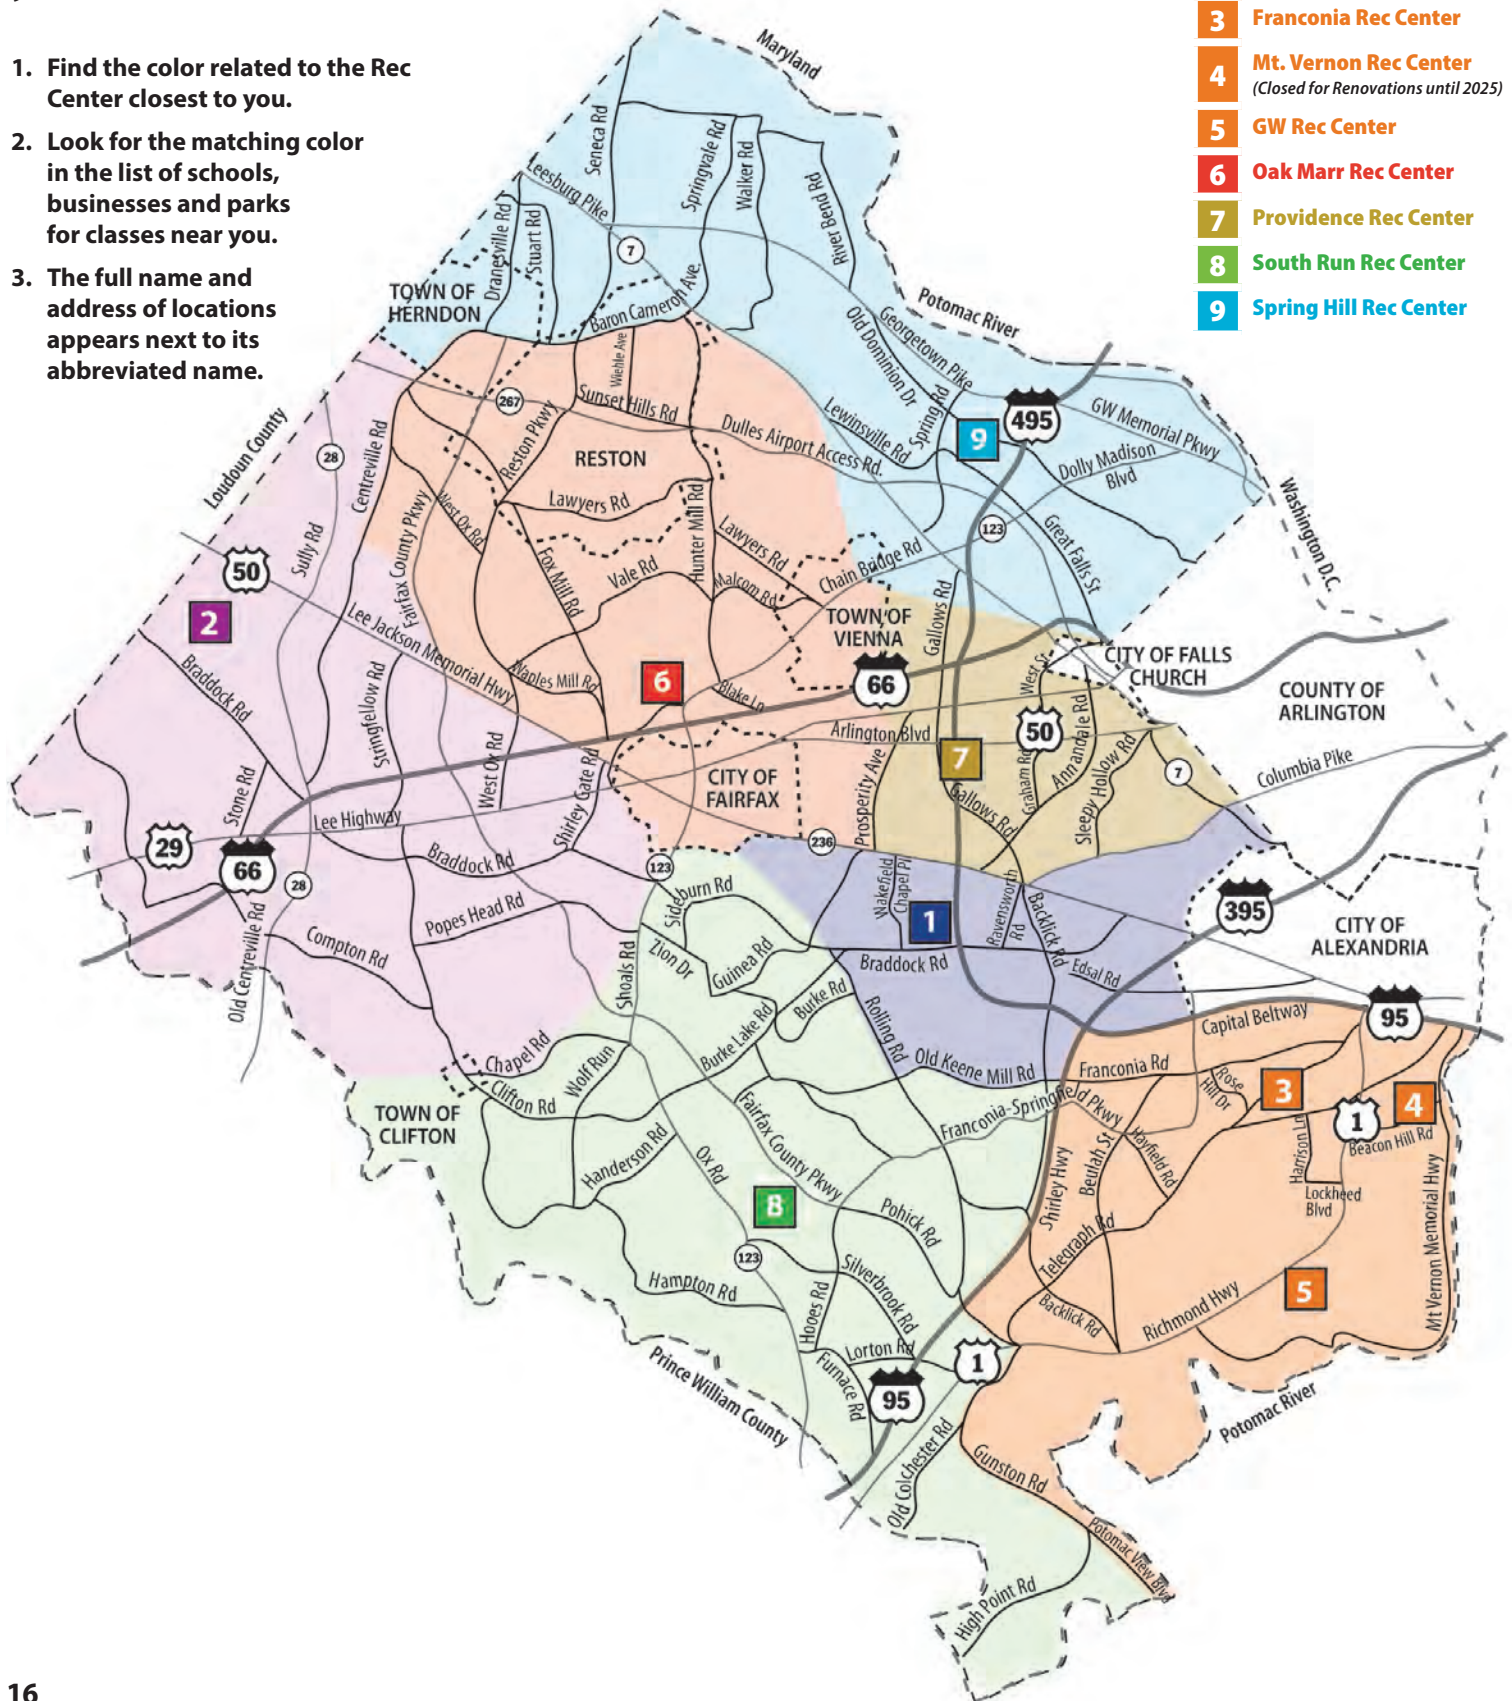 1. Find the color related to the Rec
Center closest to you.
2. Look for the matching color
in the list of schools,
businesses and parks
for classes near you.
3. The full name and
address of locations
appears next to its
abbreviated name.
3 Franconia Rec Center
4 Mt. Vernon Rec Center
(Closed for Renovations until 2025)
5 GW Rec Center
6 Oak Marr Rec Center
7 Providence Rec Center
8 South Run Rec Center
9 Spring Hill Rec Center
Maryland
Seneca Rd
Springvale Rd
Walker Rd
River Bend Rd
Leesburg Pike
Dranesville Rd
Stuart Rd
7
TOWN OF
HERNDON
Baron Cameron Ave.
Potomac River
Georgetown Pike
Old Dominion Dr
Wiehle Ave
267
Sunset Hills Rd
Reston Pkwy
Dulles Airport Access Rd.
Lewinsville Rd
Spring Rd
9
495
GW Memorial Pkwy
Dolly Madison
Blvd
Loudoun County
28
Centreville Rd
RESTON
Lawyers Rd
West Ox Rd
Fairfax County Pkwy
Hunter Mill Rd
Lawyers Rd
Washington D.C.
123
Great Falls St
Sully Rd
50
Fox Mill Rd
Vale Rd
Malcom Rd
Chain Bridge Rd
2
Lee Jackson Memorial Hwy
TOWN OF
VIENNA
Gallows Rd
CITY OF FALLS
CHURCH
West St
Braddock Rd
Stringfellow Rd
Naples Mill Rd
6
Blake Ln
66
COUNTY OF
ARLINGTON
50
Annandale Rd
Arlington Blvd
7
Graham Rd
Sleepy Hollow Rd
7
Columbia Pike
West Ox Rd
Shirley Gate Rd
CITY OF
FAIRFAX
Prosperity Ave
Gallows Rd
Stone Rd
Lee Highway
29
66
28
Braddock Rd
123
236
Sideburn Rd
Wakefield
Chapel Pl
1
Ravensworth
Rd
Backlick Rd
395
CITY OF
ALEXANDRIA
Old Centreville Rd
Compton Rd
Popes Head Rd
Shoals Rd
Zion Dr
Guinea Rd
Braddock Rd
Edsal Rd
Burke Rd
Rolling Rd
Burke Lake Rd
95
Capital Beltway
Chapel Rd
Wolf Run
Clifton Rd
Old Keene Mill Rd
Franconia Rd
Rose
Hill Dr
3
4
TOWN OF
CLIFTON
Fairfax County Pkwy
Franconia-Springfield Pkwy
1
Beacon Hill Rd
Harrison Ln
Handerson Rd
Ox Rd
Hayfield Rd
Beulah St
Shirley Hwy
Lockheed
Blvd
Mt Vernon Memorial Hwy
8
Pohick Rd
Telegraph Rd
123
Silverbrook Rd
Hampton Rd
Hooes Rd
5
Backlick Rd
Richmond Hwy
Lorton Rd
1
Prince William County
Furnace Rd
95
Potomac River
Old Colchester Rd
Gunston Rd
Potomac View Blvd
High Point Rd
16